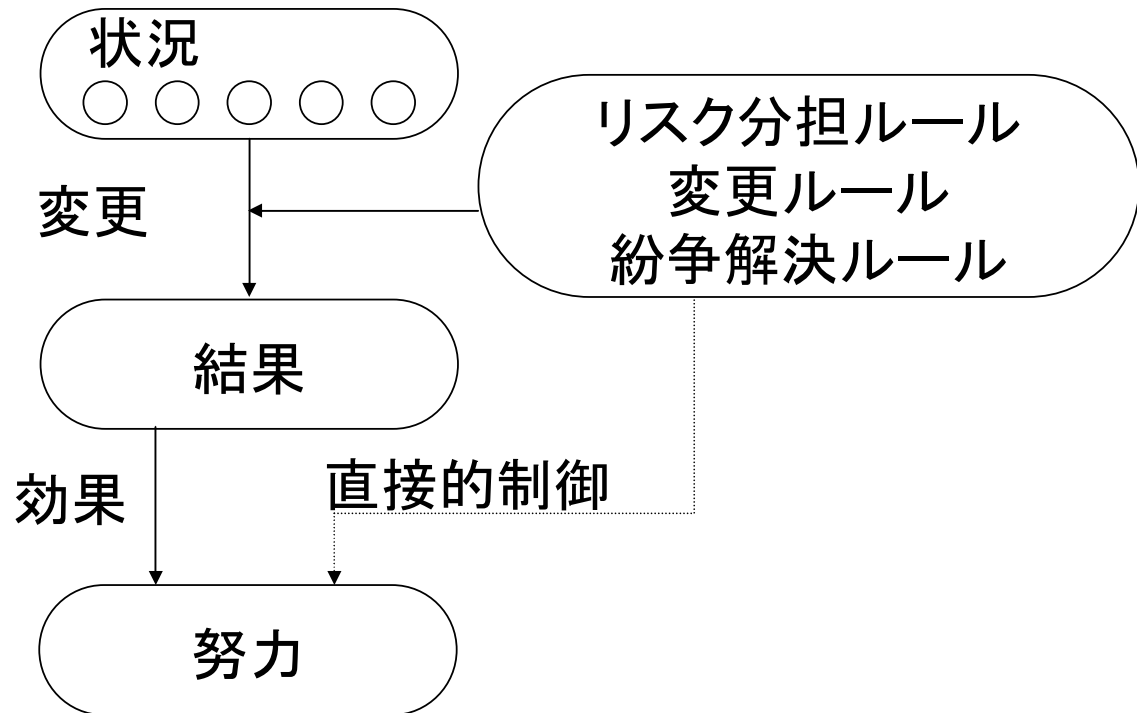 状況
リスク分担ルール
変更ルール
紛争解決ルール
変更
結果
効果
直接的制御
努力